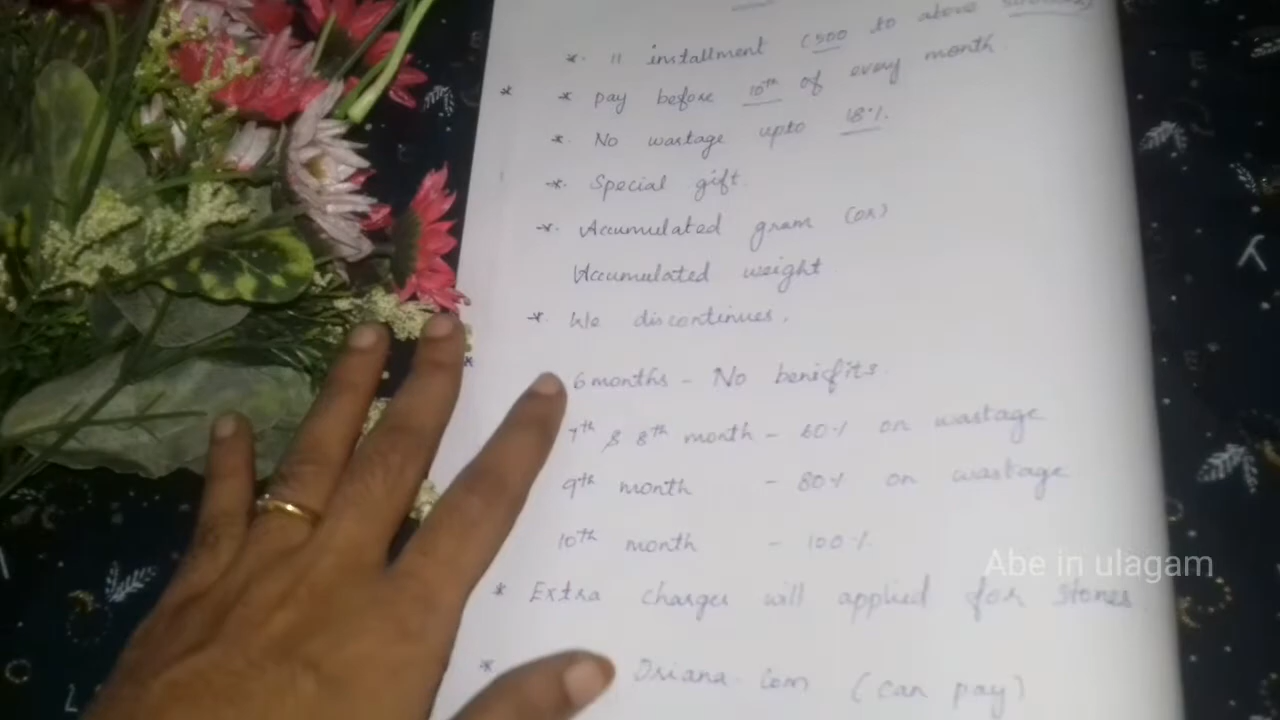 * 11 installment (500 to above
* * pay before 10th of every month
* No wastage upto 18%.
* Special gift.
* Accumulated gram (or)
Accumulated weight
* We discontinues.
6 months - No benifits.
7th & 8th month - 60% on wastage
9th month - 80% on wastage
10th month - 100%.
* Extra charges will applied for stones
* Oriana.com (can pay)
Abe in ulagam